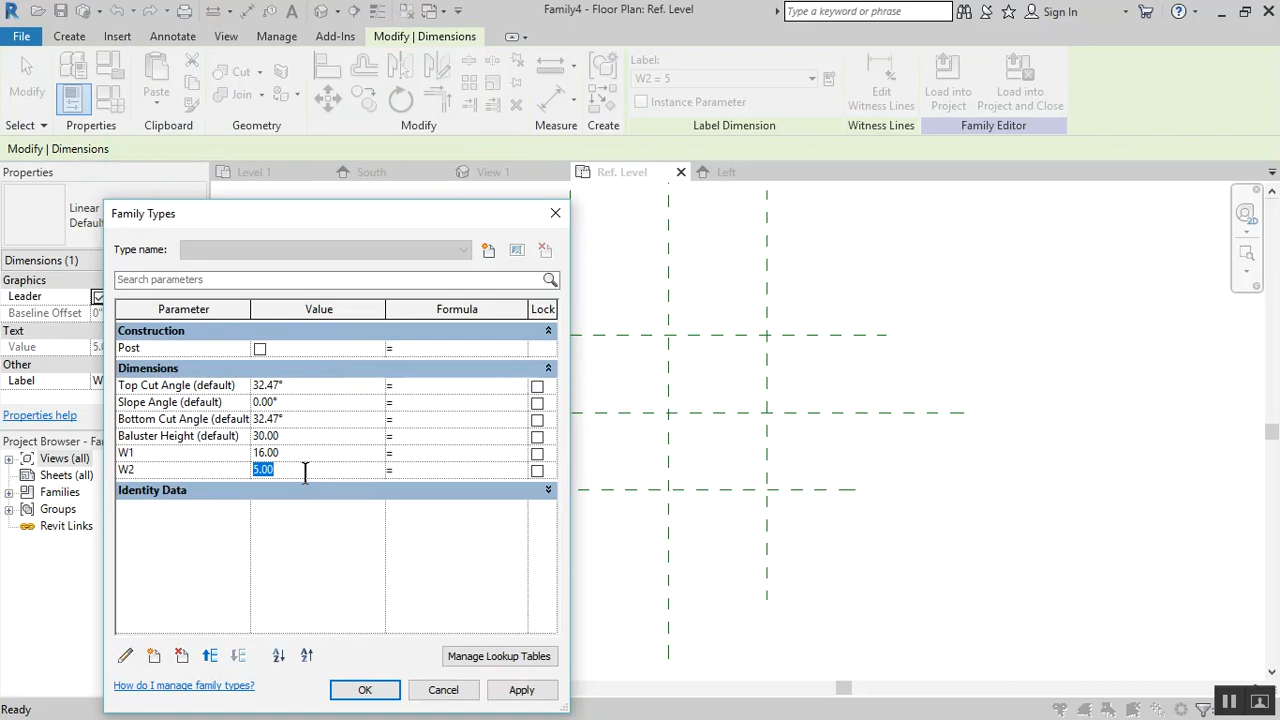 Family4 - Floor Plan: Ref. Level
Type a keyword or phrase
Sign In
File Create Insert Annotate View Manage Add-Ins Modify | Dimensions
Modify
Paste
Cut
Join
Label:
W2 = 5
Instance Parameter
Edit
Witness Lines
Load into
Project
Load into
Project and Close
Select Properties Clipboard Geometry Modify Measure Create Label Dimension Witness Lines Family Editor
Modify | Dimensions
Properties
Level 1 South View 1 Ref. Level Left
Linear
Default
Dimensions (1)
Graphics
Leader
Baseline Offset 0"
Text
Value 5.0
Other
Label W
Properties help
Project Browser - Fam
Views (all)
Sheets (all)
Families
Groups
Revit Links
Family Types
Type name:
Search parameters
Parameter Value Formula Lock
Construction
Post =
Dimensions
Top Cut Angle (default) 32.47° =
Slope Angle (default) 0.00° =
Bottom Cut Angle (default 32.47° =
Baluster Height (default) 30.00 =
W1 16.00 =
W2 5.00 =
Identity Data
Manage Lookup Tables
How do I manage family types?
OK Cancel Apply
2D
Ready